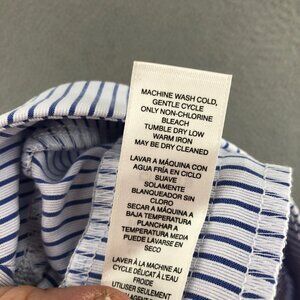 MACHINE WASH COLD,
GENTLE CYCLE
ONLY NON-CHLORINE
BLEACH
TUMBLE DRY LOW
WARM IRON
MAY BE DRY CLEANED
LAVAR A MÁQUINA CON
AGUA FRÍA EN CICLO
SUAVE
SOLAMENTE
BLANQUEADOR SIN
CLORO
SECAR A MÁQUINA A
BAJA TEMPERATURA
PLANCHAR A
TEMPERATURA MEDIA
PUEDE LAVARSE EN
SECO
LAVER À LA MACHINE AU
CYCLE DÉLICAT À L'EAU
FROIDE
UTILISER SEULEMENT